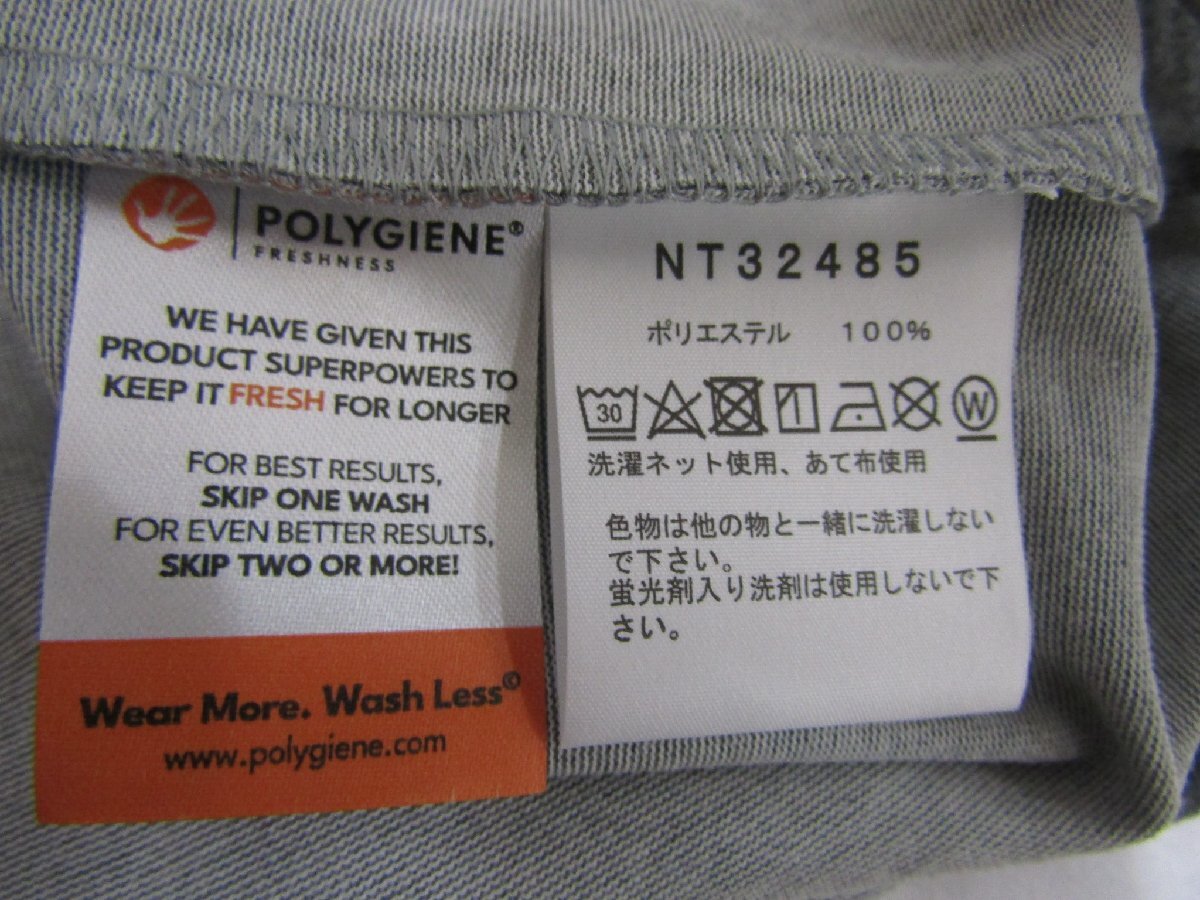 POLYGIENE®
FRESHNESS
WE HAVE GIVEN THIS
PRODUCT SUPERPOWERS TO
KEEP IT FRESH FOR LONGER
FOR BEST RESULTS,
SKIP ONE WASH
FOR EVEN BETTER RESULTS,
SKIP TWO OR MORE!
Wear More. Wash Less©
www.polygiene.com
NT32485
ポリエステル 100%
30 W
洗濯ネット使用、あて布使用
色物は他の物と一緒に洗濯しない
で下さい。
蛍光剤入り洗剤は使用しないで下
さい。